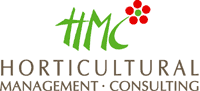 HMC
HORTICULTURAL
MANAGEMENT · CONSULTING